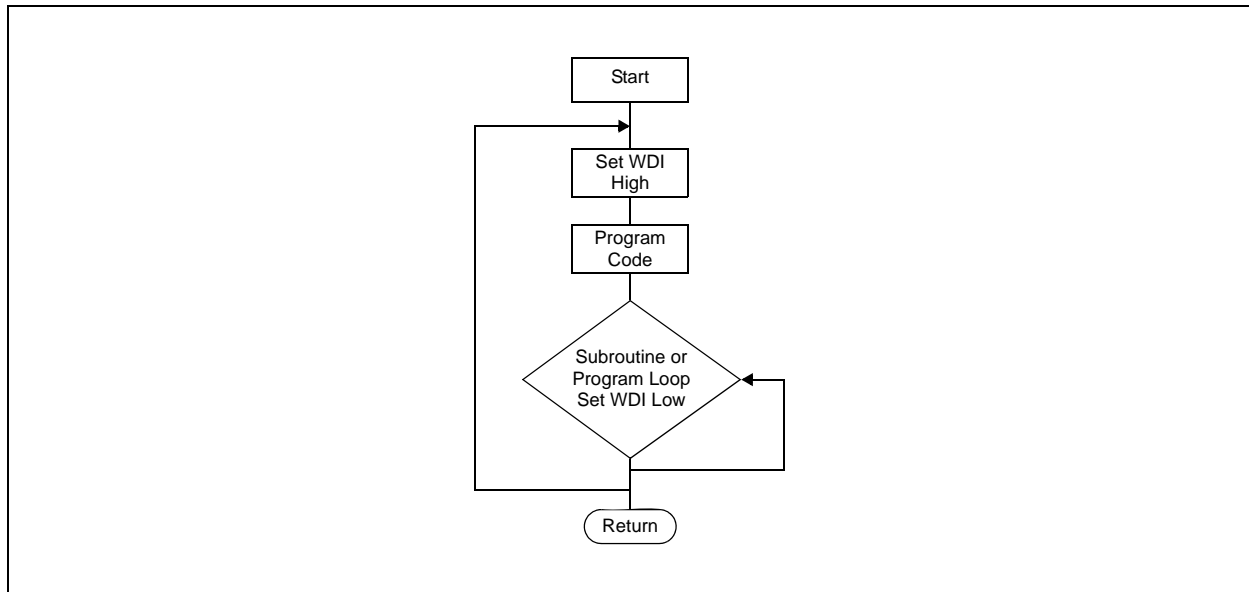 Start
Set WDI
High
Program
Code
Subroutine or
Program Loop
Set WDI Low
Return